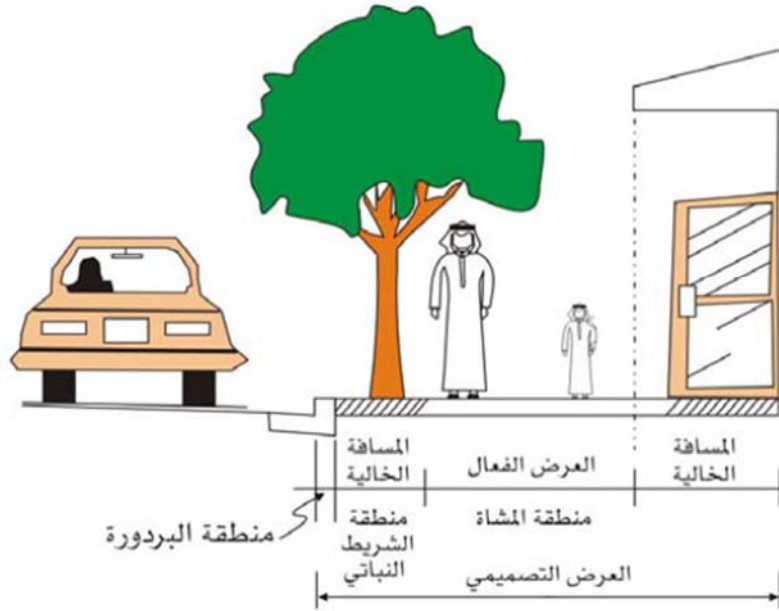 المسافة
الخالية
العرض الفعال
المسافة
الخالية
منطقة البردورة
منطقة
الشريط
النباتي
منطقة المشاة
العرض التصميمي